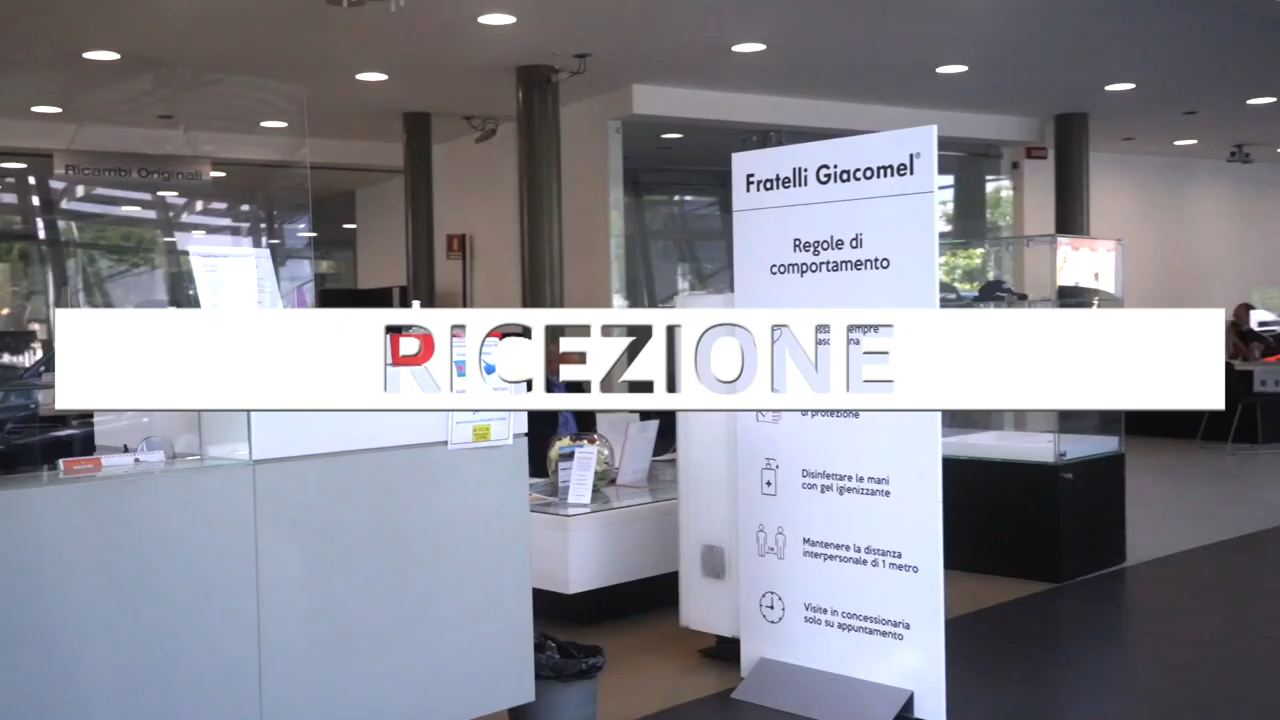 Ricambi Originali
Fratelli Giacomel®
Regole di
comportamento
RICEZIONE
di protezione
Disinfettare le mani
con gel igienizzante
Mantenere la distanza
interpersonale di 1 metro
Visite in concessionaria
solo su appuntamento